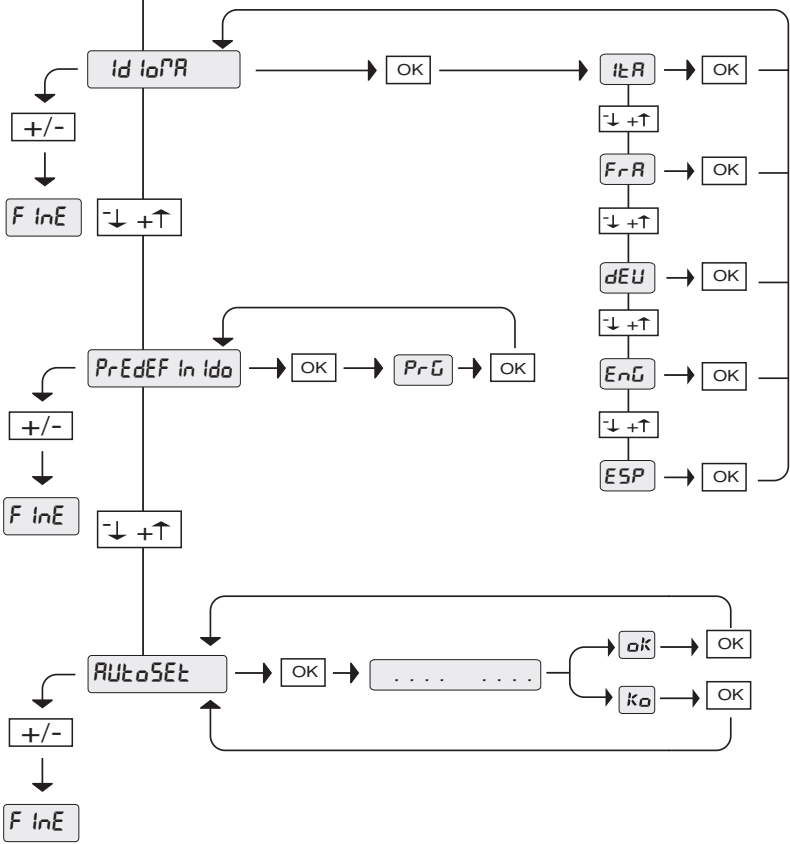 IdIoMA
OK
ItA
OK
-↓ +↑
+/-
FrA
OK
FInE
-↓ +↑
-↓ +↑
dEU
OK
-↓ +↑
PrEdEFInIdo
OK
PrG
OK
EnG
OK
+/-
-↓ +↑
ESP
OK
FInE
-↓ +↑
AUtoSEt
OK
. . . . . . . .
oK
OK
Ko
OK
+/-
FInE